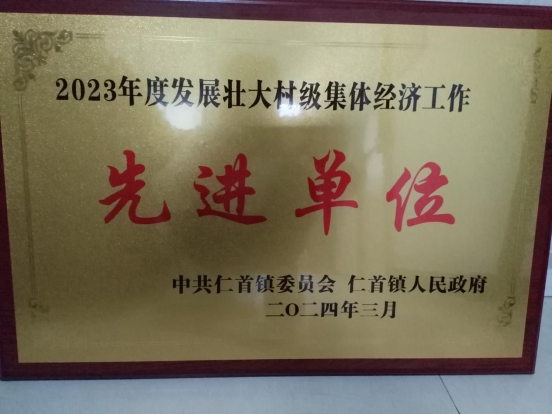 2023年度发展壮大村级集体经济工作
先进单位
中共仁首镇委员会 仁首镇人民政府
二〇二四年三月